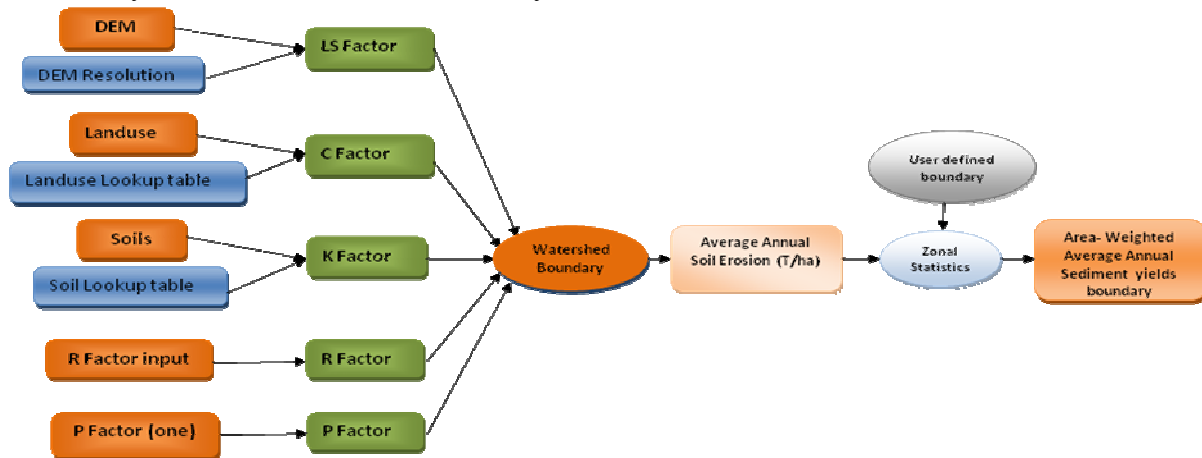 DEM
DEM Resolution
LS Factor
Landuse
Landuse Lookup table
C Factor
Soils
Soil Lookup table
K Factor
R Factor input
R Factor
P Factor (one)
P Factor
Watershed
Boundary
Average Annual
Soil Erosion (T/ha)
User defined
boundary
Zonal
Statistics
Area- Weighted
Average Annual
Sediment yields
boundary